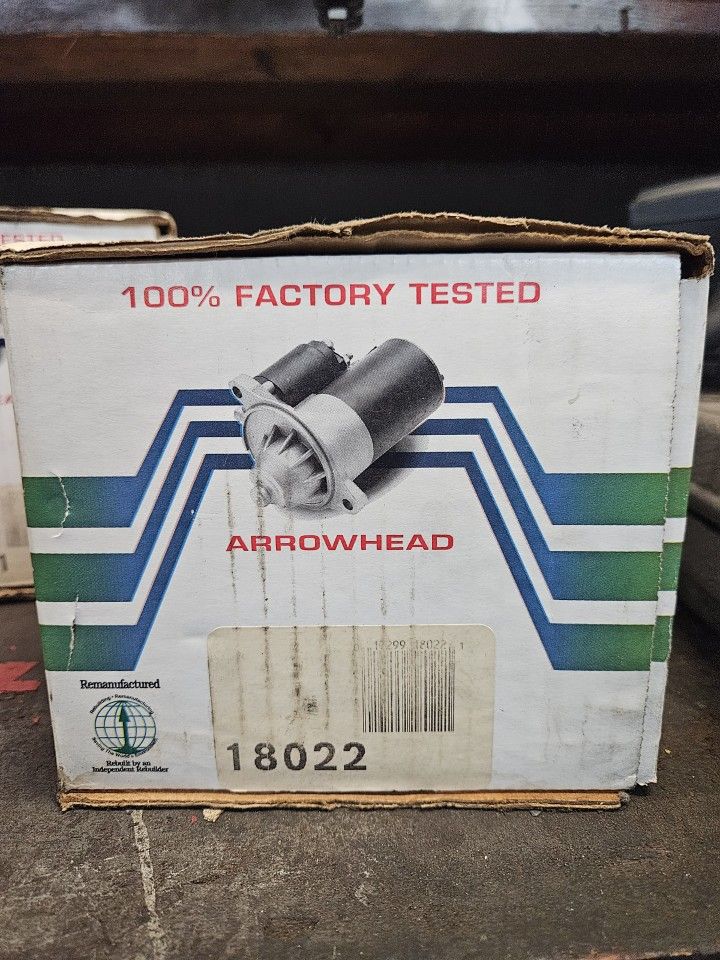 100% FACTORY TESTED
ARROWHEAD
Remanufactured
Rebuilt by an
Independent Rebuilder
18022